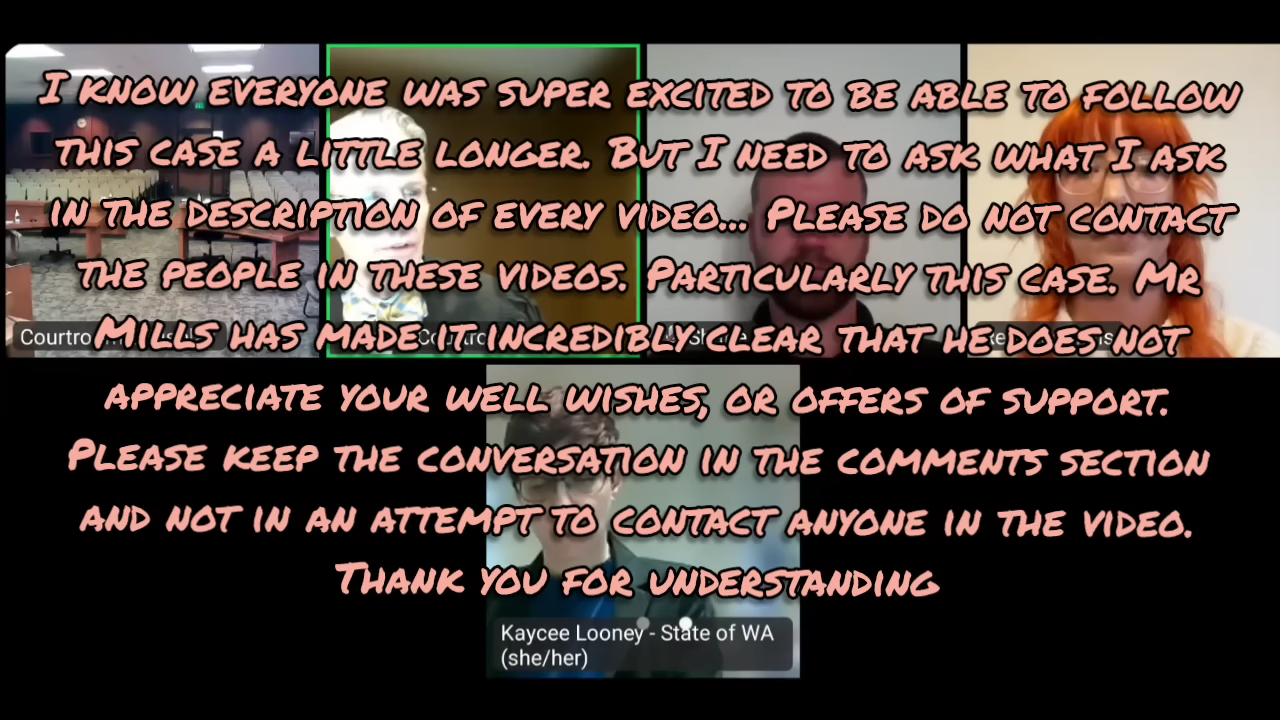 I know everyone was super excited to be able to follow
this case a little longer. But I need to ask what I ask
in the description of every video... Please do not contact
the people in these videos. Particularly this case. Mr
Mills has made it incredibly clear that he does not
appreciate your well wishes, or offers of support.
Please keep the conversation in the comments section
and not in an attempt to contact anyone in the video.
Thank you for understanding
Courtro
Kaycee Looney - State of WA
(she/her)